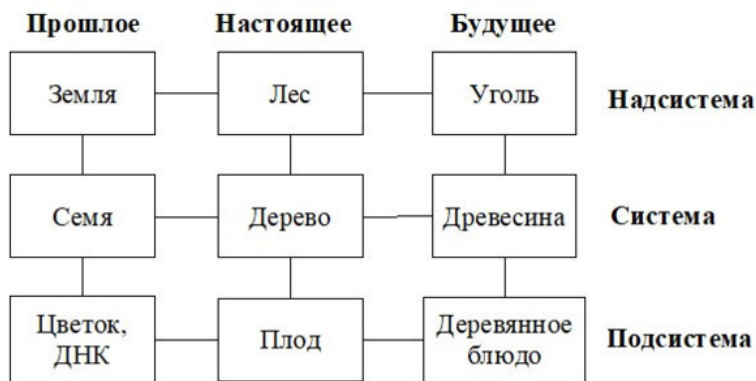 Прошлое Настоящее Будущее
Земля Лес Уголь Надсистема
Семя Дерево Древесина Система
Цветок, ДНК Плод Деревянное блюдо Подсистема